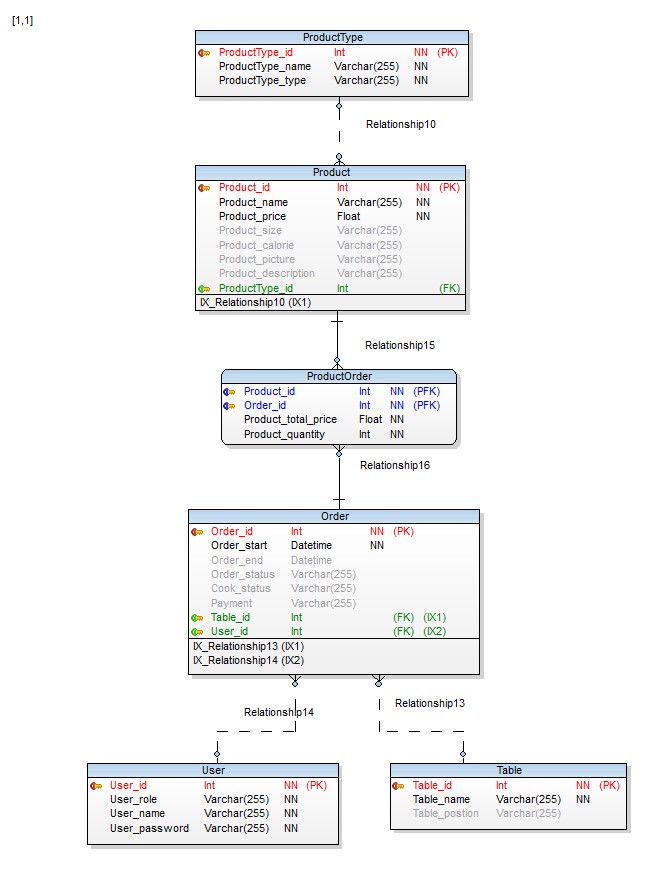 [1,1]
ProductType
ProductType_id Int NN (PK)
ProductType_name Varchar(255) NN
ProductType_type Varchar(255) NN
Relationship10
Product
Product_id Int NN (PK)
Product_name Varchar(255) NN
Product_price Float NN
Product_size Varchar(255)
Product_calorie Varchar(255)
Product_picture Varchar(255)
Product_description Varchar(255)
ProductType_id Int (FK)
IX_Relationship10 (IX1)
Relationship15
ProductOrder
Product_id Int NN (PFK)
Order_id Int NN (PFK)
Product_total_price Float NN
Product_quantity Int NN
Relationship16
Order
Order_id Int NN (PK)
Order_start Datetime NN
Order_end Datetime
Order_status Varchar(255)
Cook_status Varchar(255)
Payment Varchar(255)
Table_id Int (FK) (IX1)
User_id Int (FK) (IX2)
IX_Relationship13 (IX1)
IX_Relationship14 (IX2)
Relationship14
Relationship13
User
User_id Int NN (PK)
User_role Varchar(255) NN
User_name Varchar(255) NN
User_password Varchar(255) NN
Table
Table_id Int NN (PK)
Table_name Varchar(255) NN
Table_postion Varchar(255)